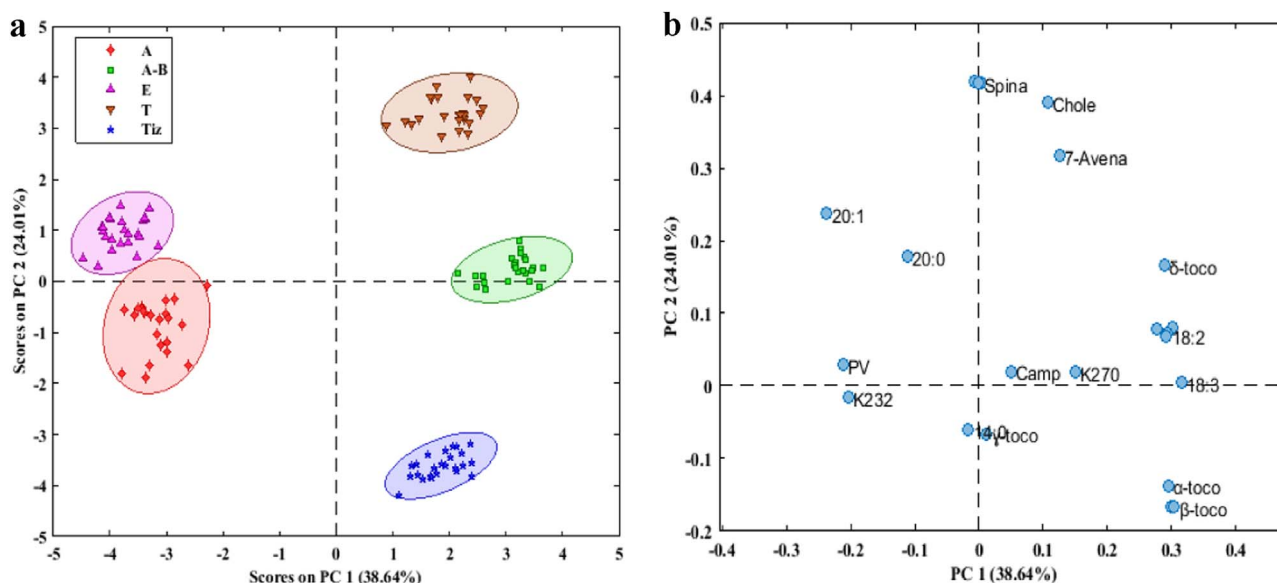 a
A
A-B
E
T
Tiz
5
4
3
2
1
0
-1
-2
-3
-4
-5
Scores on PC 2 (24.01%)
-5
-4
-3
-2
-1
0
1
2
3
4
5
Scores on PC 1 (38.64%)
b
0.5
0.4
0.3
0.2
0.1
0
-0.1
-0.2
PC 2 (24.01%)
Spina
Chole
7-Avena
20:1
20:0
δ-toco
18:2
PV
Camp
K270
18:3
K232
14:0
γ-toco
α-toco
β-toco
-0.4
-0.3
-0.2
-0.1
0
0.1
0.2
0.3
0.4
PC 1 (38.64%)